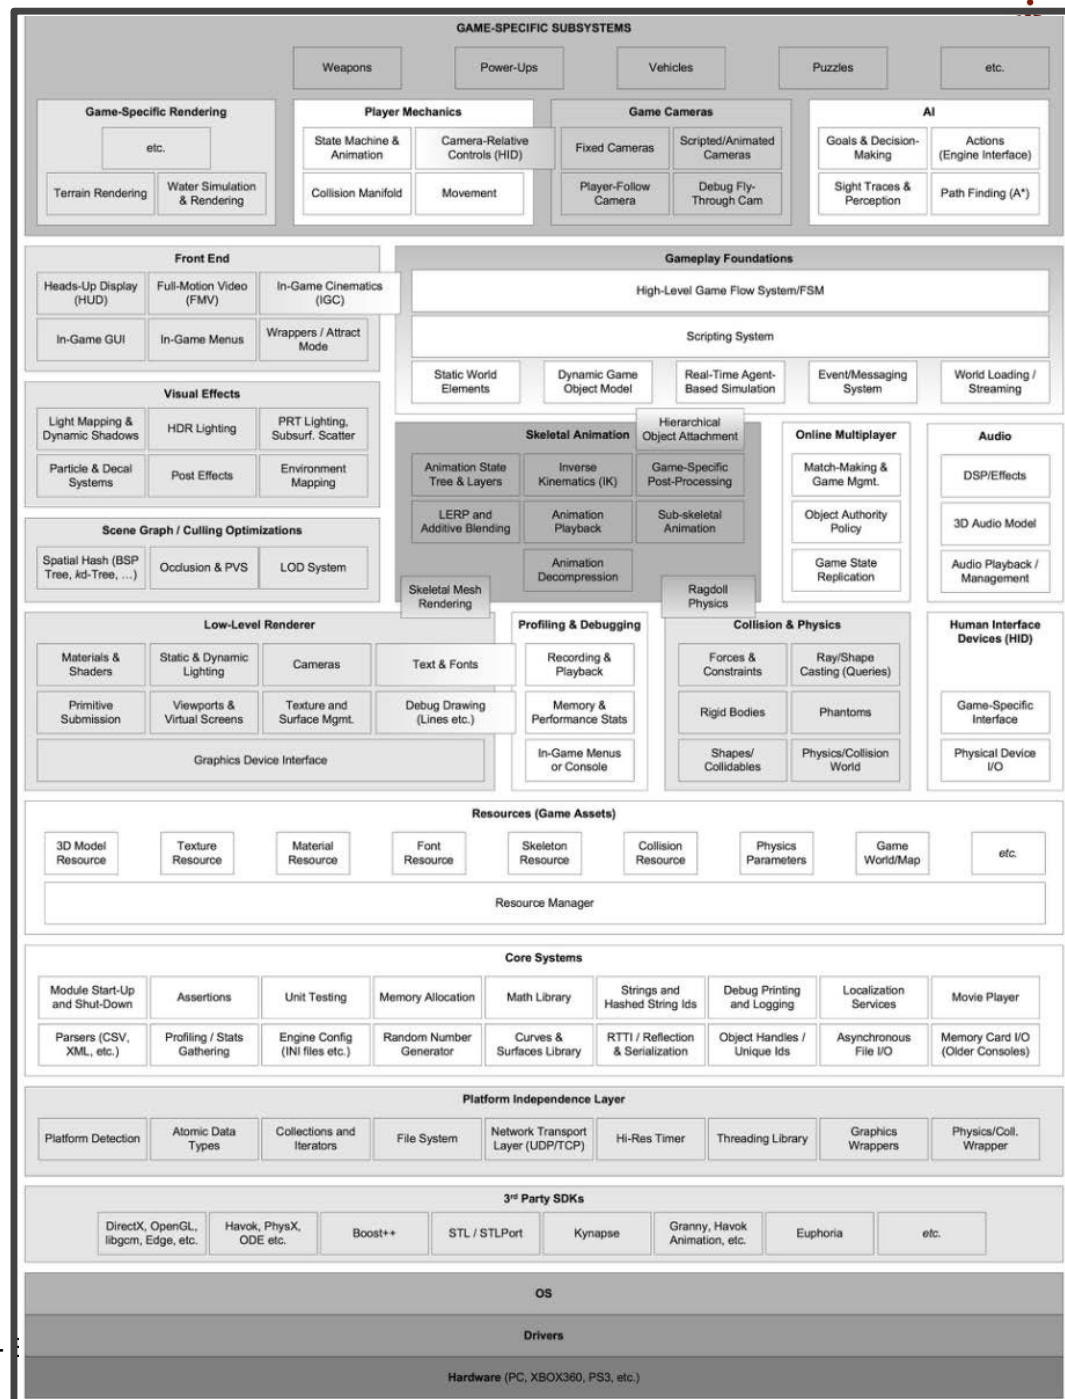 GAME-SPECIFIC SUBSYSTEMS
Weapons
Power-Ups
Vehicles
Puzzles
etc.
Game-Specific Rendering
etc.
Terrain Rendering
Water Simulation
& Rendering
Player Mechanics
State Machine &
Animation
Camera-Relative
Controls (HID)
Collision Manifold
Movement
Game Cameras
Fixed Cameras
Scripted/Animated
Cameras
Player-Follow
Camera
Debug Fly-
Through Cam
AI
Goals & Decision-
Making
Actions
(Engine Interface)
Sight Traces &
Perception
Path Finding (A*)
Front End
Heads-Up Display
(HUD)
Full-Motion Video
(FMV)
In-Game Cinematics
(IGC)
In-Game GUI
In-Game Menus
Wrappers / Attract
Mode
Gameplay Foundations
High-Level Game Flow System/FSM
Scripting System
Static World
Elements
Dynamic Game
Object Model
Real-Time Agent-
Based Simulation
Event/Messaging
System
World Loading /
Streaming
Visual Effects
Light Mapping &
Dynamic Shadows
HDR Lighting
PRT Lighting,
Subsurf. Scatter
Particle & Decal
Systems
Post Effects
Environment
Mapping
Hierarchical
Object Attachment
Skeletal Animation
Animation State
Tree & Layers
Inverse
Kinematics (IK)
Game-Specific
Post-Processing
LERP and
Additive Blending
Animation
Playback
Sub-skeletal
Animation
Animation
Decompression
Online Multiplayer
Match-Making &
Game Mgmt.
Object Authority
Policy
Game State
Replication
Audio
DSP/Effects
3D Audio Model
Audio Playback /
Management
Scene Graph / Culling Optimizations
Spatial Hash (BSP
Tree, kd-Tree, ...)
Occlusion & PVS
LOD System
Skeletal Mesh
Rendering
Ragdoll
Physics
Low-Level Renderer
Materials &
Shaders
Static & Dynamic
Lighting
Cameras
Text & Fonts
Primitive
Submission
Viewports &
Virtual Screens
Texture and
Surface Mgmt.
Debug Drawing
(Lines etc.)
Graphics Device Interface
Profiling & Debugging
Recording &
Playback
Memory &
Performance Stats
In-Game Menus
or Console
Collision & Physics
Forces &
Constraints
Ray/Shape
Casting (Queries)
Rigid Bodies
Phantoms
Shapes/
Collidables
Physics/Collision
World
Human Interface
Devices (HID)
Game-Specific
Interface
Physical Device
I/O
Resources (Game Assets)
3D Model
Resource
Texture
Resource
Material
Resource
Font
Resource
Skeleton
Resource
Collision
Resource
Physics
Parameters
Game
World/Map
etc.
Resource Manager
Core Systems
Module Start-Up
and Shut-Down
Assertions
Unit Testing
Memory Allocation
Math Library
Strings and
Hashed String Ids
Debug Printing
and Logging
Localization
Services
Movie Player
Parsers (CSV,
XML, etc.)
Profiling / Stats
Gathering
Engine Config
(INI files etc.)
Random Number
Generator
Curves &
Surfaces Library
RTTI / Reflection
& Serialization
Object Handles /
Unique Ids
Asynchronous
File I/O
Memory Card I/O
(Older Consoles)
Platform Independence Layer
Platform Detection
Atomic Data
Types
Collections and
Iterators
File System
Network Transport
Layer (UDP/TCP)
Hi-Res Timer
Threading Library
Graphics
Wrappers
Physics/Coll.
Wrapper
3rd Party SDKs
DirectX, OpenGL,
libgcm, Edge, etc.
Havok, PhysX,
ODE etc.
Boost++
STL / STLPort
Kynapse
Granny, Havok
Animation, etc.
Euphoria
etc.
OS
Drivers
Hardware (PC, XBOX360, PS3, etc.)